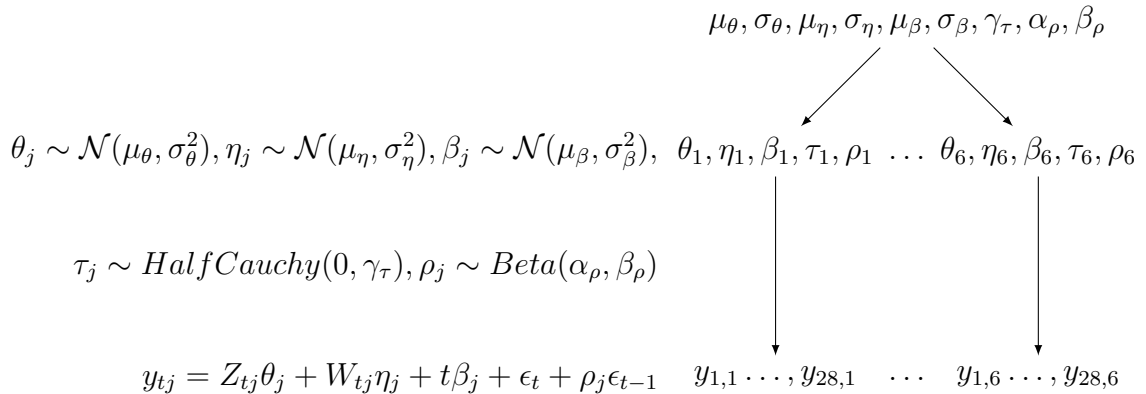 μ_θ, σ_θ, μ_η, σ_η, μ_β, σ_β, γ_τ, α_ρ, β_ρ
θ_j ∼ 𝒩(μ_θ, σ_θ^2), η_j ∼ 𝒩(μ_η, σ_η^2), β_j ∼ 𝒩(μ_β, σ_β^2), θ_1, η_1, β_1, τ_1, ρ_1 … θ_6, η_6, β_6, τ_6, ρ_6
τ_j ∼ HalfCauchy(0, γ_τ), ρ_j ∼ Beta(α_ρ, β_ρ)
y_{tj} = Z_{tj}θ_j + W_{tj}η_j + tβ_j + ϵ_t + ρ_jϵ_{t−1} y_{1,1} …, y_{28,1} … y_{1,6} …, y_{28,6}